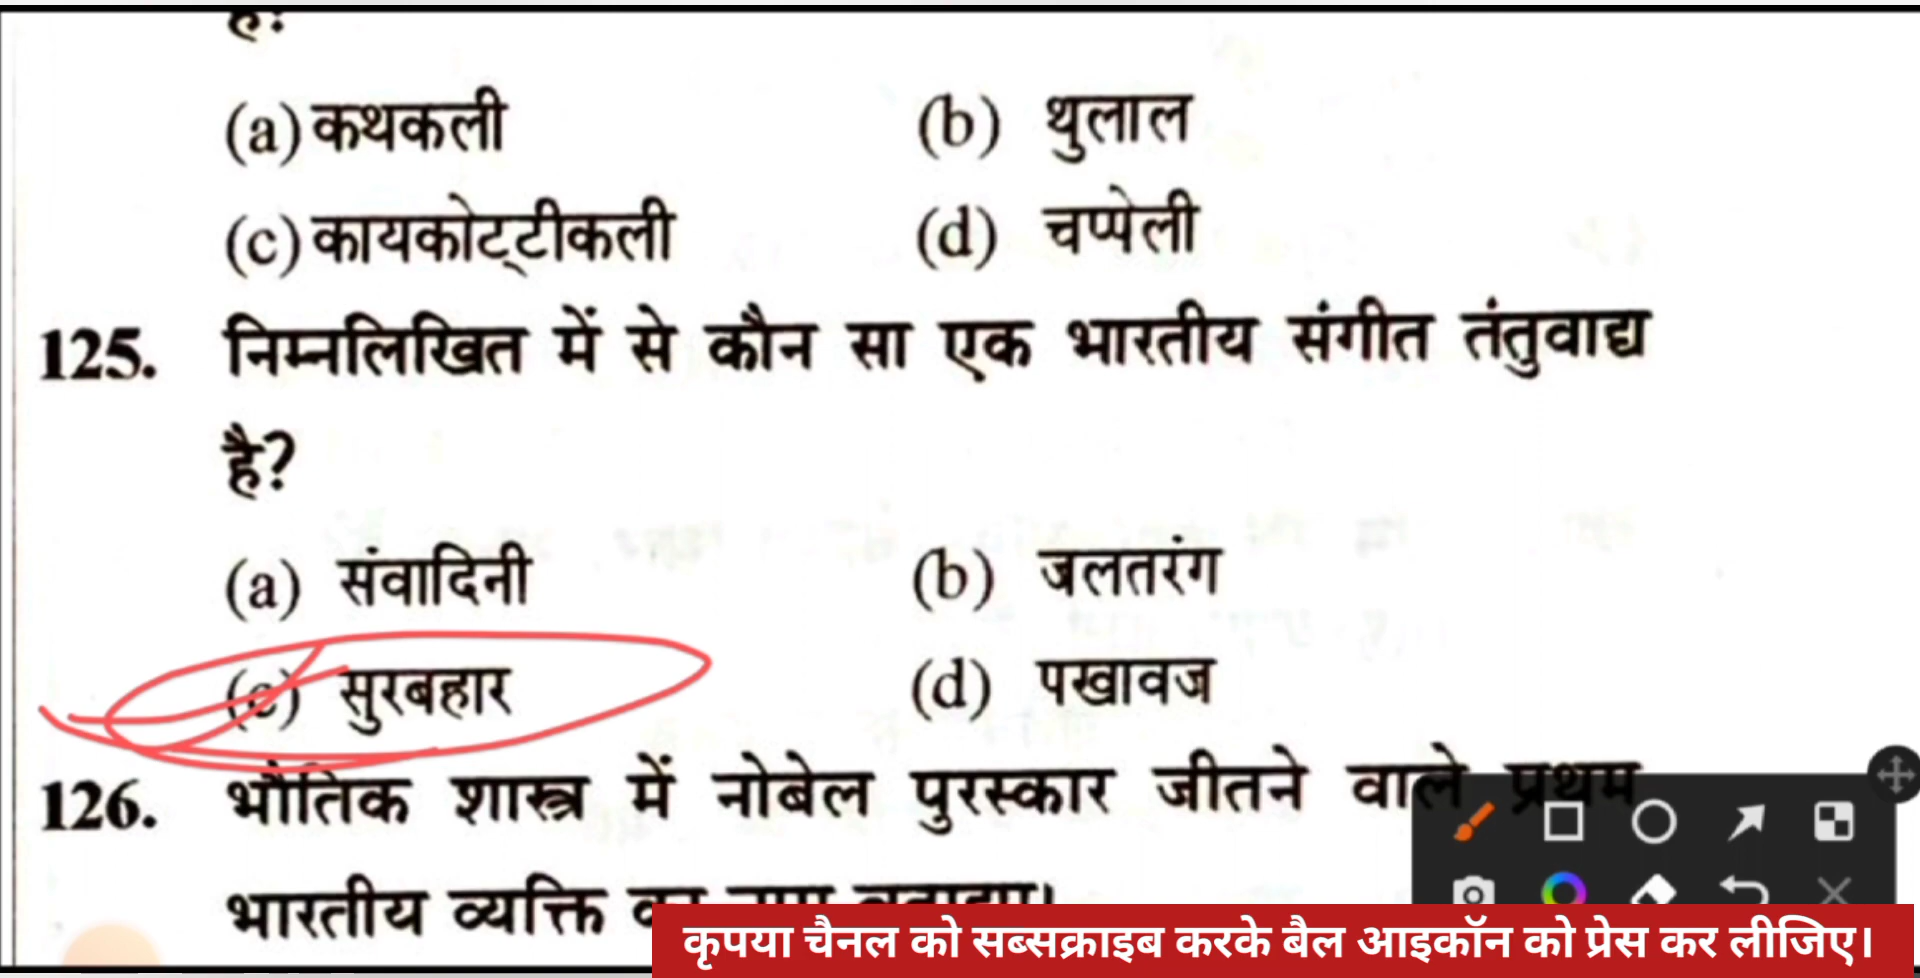 (a) कथकली (b) थुलाल
(c) कायकोट्टीकली (d) चप्पेली
125. निम्नलिखित में से कौन सा एक भारतीय संगीत तंतुवाद्य
है?
(a) संवादिनी (b) जलतरंग
(c) सुरबहार (d) पखावज
126. भौतिक शास्त्र में नोबेल पुरस्कार जीतने वाले प्रथम
भारतीय व्यक्ति
कृपया चैनल को सब्सक्राइब करके बैल आइकॉन को प्रेस कर लीजिए।